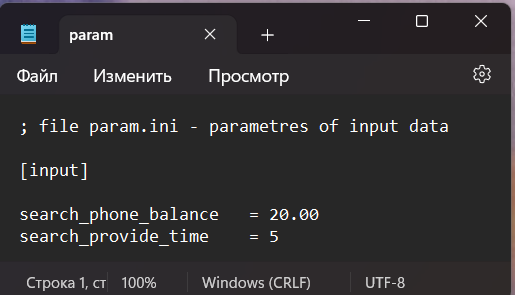 param
Файл Изменить Просмотр
; file param.ini - parametres of input data
[input]
search_phone_balance = 20.00
search_provide_time = 5
Строка 1, ст 100% Windows (CRLF) UTF-8